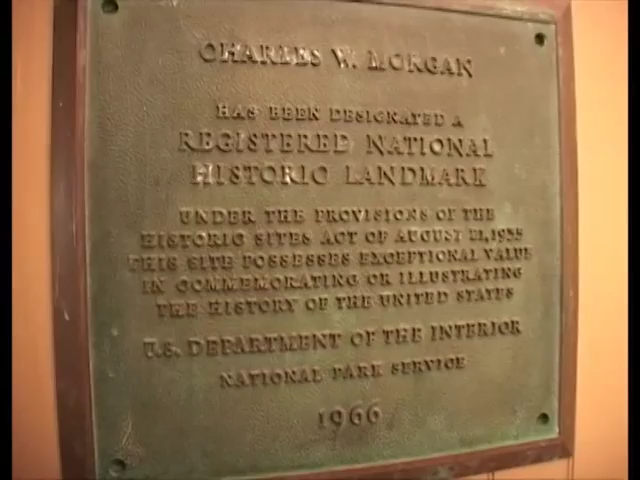 CHARLES W. MORGAN
HAS BEEN DESIGNATED A
REGISTERED NATIONAL
HISTORIC LANDMARK
UNDER THE PROVISIONS OF THE
HISTORIC SITES ACT OF AUGUST 21, 1935
THIS SITE POSSESSES EXCEPTIONAL VALUE
IN COMMEMORATING OR ILLUSTRATING
THE HISTORY OF THE UNITED STATES
U.S. DEPARTMENT OF THE INTERIOR
NATIONAL PARK SERVICE
1966